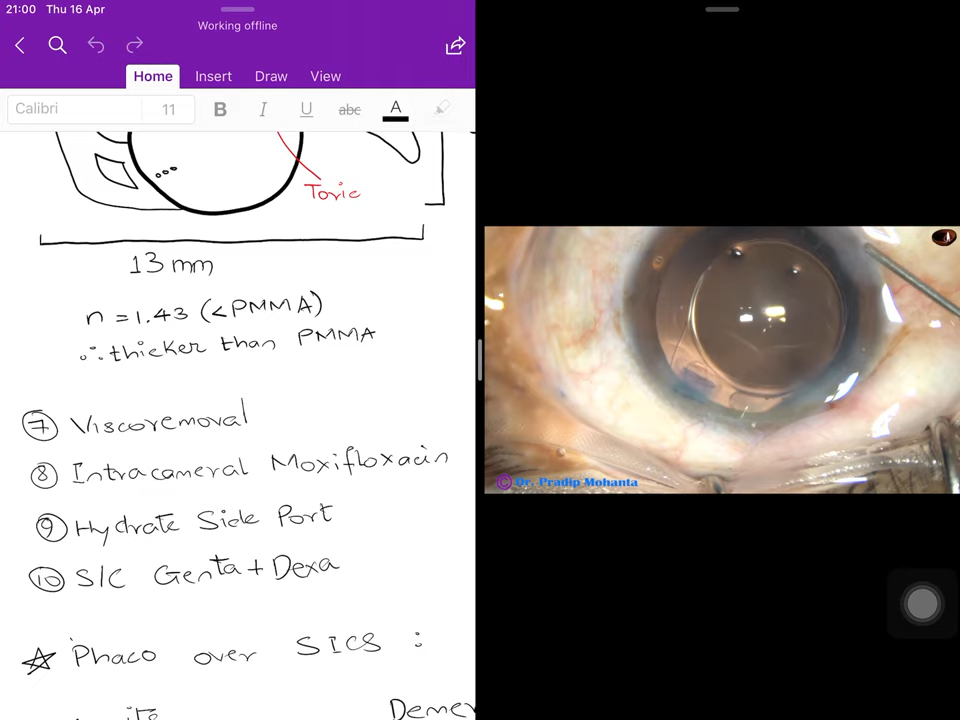 21:00 Thu 16 Apr
Working offline
Home Insert Draw View
Calibri 11 B I U abc A
Toric
13 mm
n = 1.43 (< PMMA)
∴ thicker than PMMA
⑦ Viscoremoval
⑧ Intracameral Moxifloxacin
⑨ Hydrate Side Port
⑩ S/C Genta + Dexa
☆ Phaco over SICS :
© Dr. Pradip Mohanta